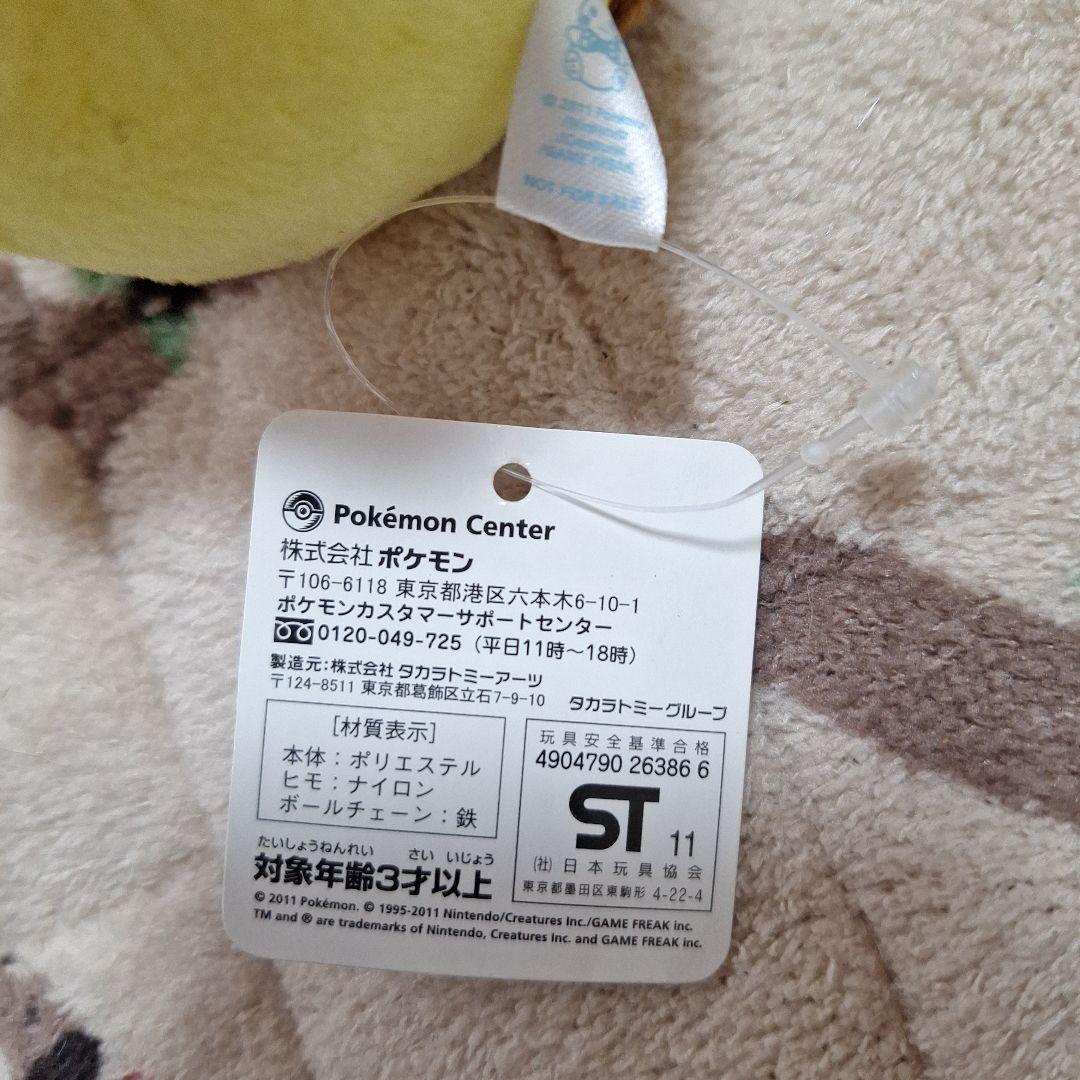 © 2011 Pokémon.
GAME FREAK
NOT FOR SALE
Pokémon Center
株式会社 ポケモン
〒106-6118 東京都港区六本木6-10-1
ポケモンカスタマーサポートセンター
0120-049-725（平日11時〜18時）
製造元：株式会社 タカラトミーアーツ
〒124-8511 東京都葛飾区立石7-9-10 タカラトミーグループ
［材質表示］
本体：ポリエステル
ヒモ：ナイロン
ボールチェーン：鉄
玩具安全基準合格
4904790 26386 6
ST 11
（社）日本玩具協会
東京都墨田区東駒形 4-22-4
たいしょうねんれい さい いじょう
対象年齢3才以上
© 2011 Pokémon. © 1995-2011 Nintendo/Creatures Inc./GAME FREAK inc.
TM and ® are trademarks of Nintendo, Creatures Inc. and GAME FREAK inc.